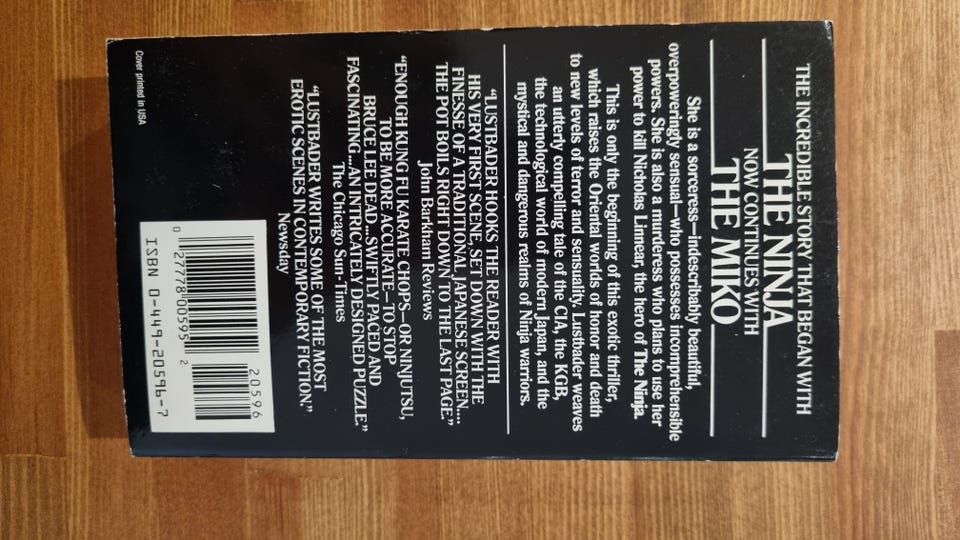 THE INCREDIBLE STORY THAT BEGAN WITH
THE NINJA
NOW CONTINUES WITH
THE MIKO
She is a sorceress—indescribably beautiful,
overpoweringly sensual—who possesses incomprehensible
powers. She is also a murderess who plans to use her
power to kill Nicholas Linnear, the hero of The Ninja.
This is only the beginning of this exotic thriller,
which raises the Oriental worlds of honor and death
to new levels of terror and sensuality. Lustbader weaves
an utterly compelling tale of the CIA, the KGB,
the technological world of modern Japan, and the
mystical and dangerous realms of Ninja warriors.
“LUSTBADER HOOKS THE READER WITH
HIS VERY FIRST SCENE, SET DOWN WITH THE
FINESSE OF A TRADITIONAL JAPANESE SCREEN....
THE POT BOILS RIGHT DOWN TO THE LAST PAGE.”
John Barkham Reviews
“ENOUGH KUNG FU KARATE CHOPS—OR NINJUTSU,
TO BE MORE ACCURATE—TO STOP
BRUCE LEE DEAD....SWIFTLY PACED AND
FASCINATING...AN INTRICATELY DESIGNED PUZZLE.”
The Chicago Sun-Times
“LUSTBADER WRITES SOME OF THE MOST
EROTIC SCENES IN CONTEMPORARY FICTION.”
Newsday
Cover printed in USA
20596
0 27778 00595 2
ISBN 0-449-20596-7